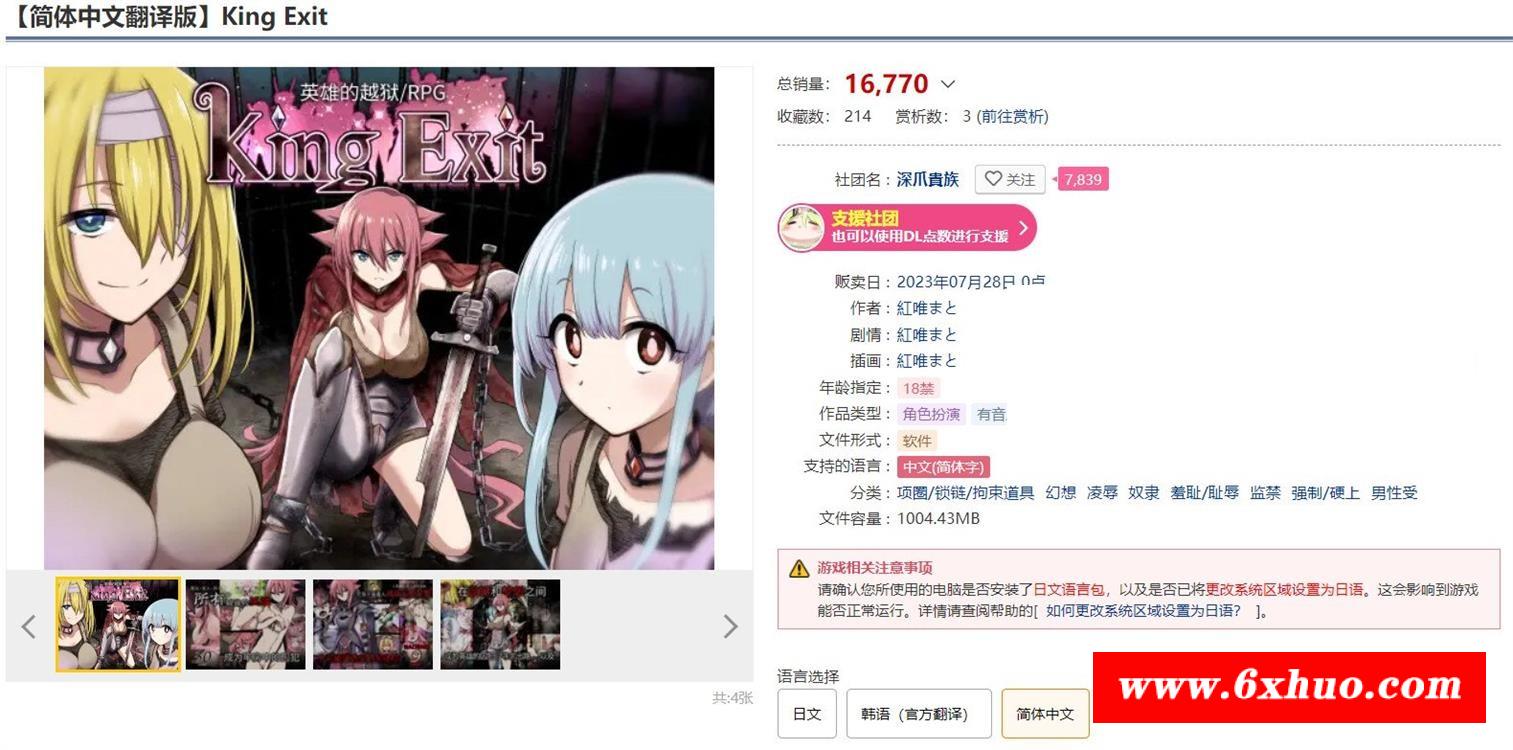 【简体中文翻译版】King Exit
英雄的越狱/RPG
King Exit
共:4张
总销量： 16,770
收藏数： 214 赏析数： 3 (前往赏析)
社团名 : 深爪貴族 关注 7,839
支援社团
也可以使用DL点数进行支援
贩卖日 : 2023年07月28日 0点
作者 : 紅唯まと
剧情 : 紅唯まと
插画 : 紅唯まと
年龄指定 : 18禁
作品类型 : 角色扮演 有音
文件形式 : 软件
支持的语言 : 中文(简体字)
分类 : 项圈/锁链/拘束道具 幻想 凌辱 奴隶 羞耻/耻辱 监禁 强制/硬上 男性受
文件容量 : 1004.43MB
游戏相关注意事项
请确认您所使用的电脑是否安装了日文语言包，以及是否已将更改系统区域设置为日语。这会影响到游戏
能否正常运行。详情请查阅帮助的[ 如何更改系统区域设置为日语? ]。
语言选择
日文 韩语（官方翻译） 简体中文
www.6xhuo.com